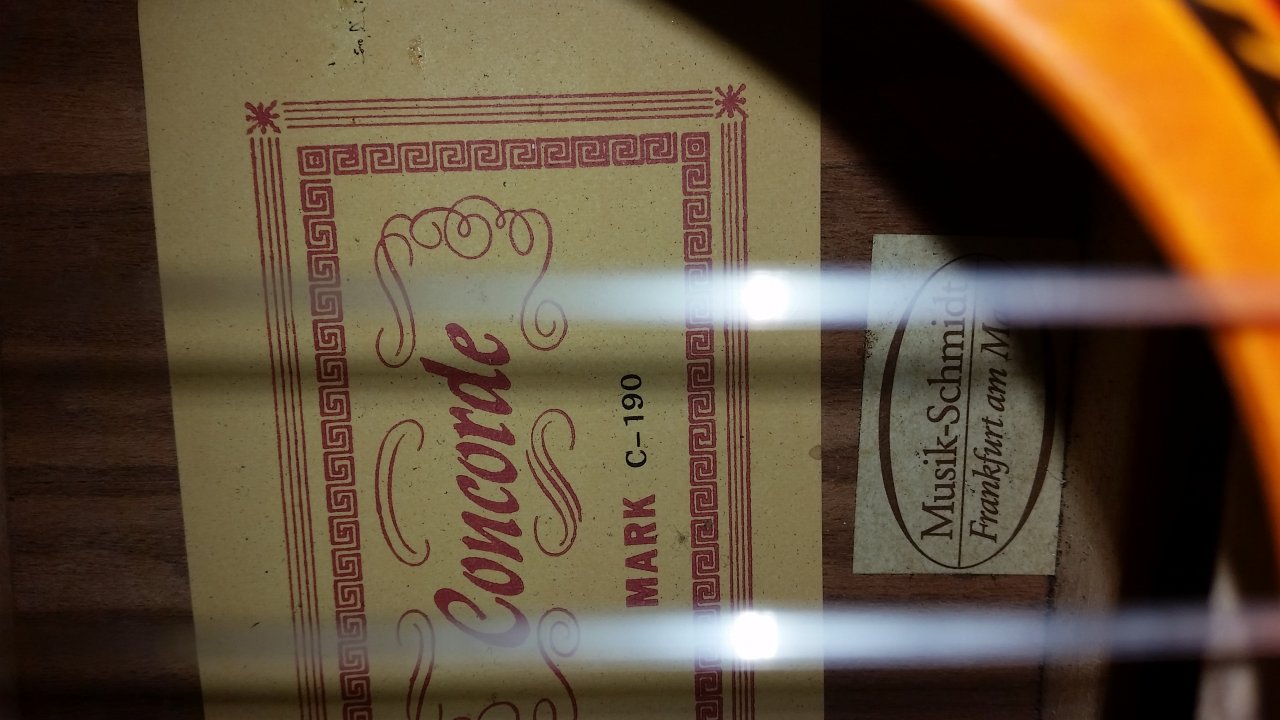 Concorde
MARK C-190
Musik-Schmidt
Frankfurt am